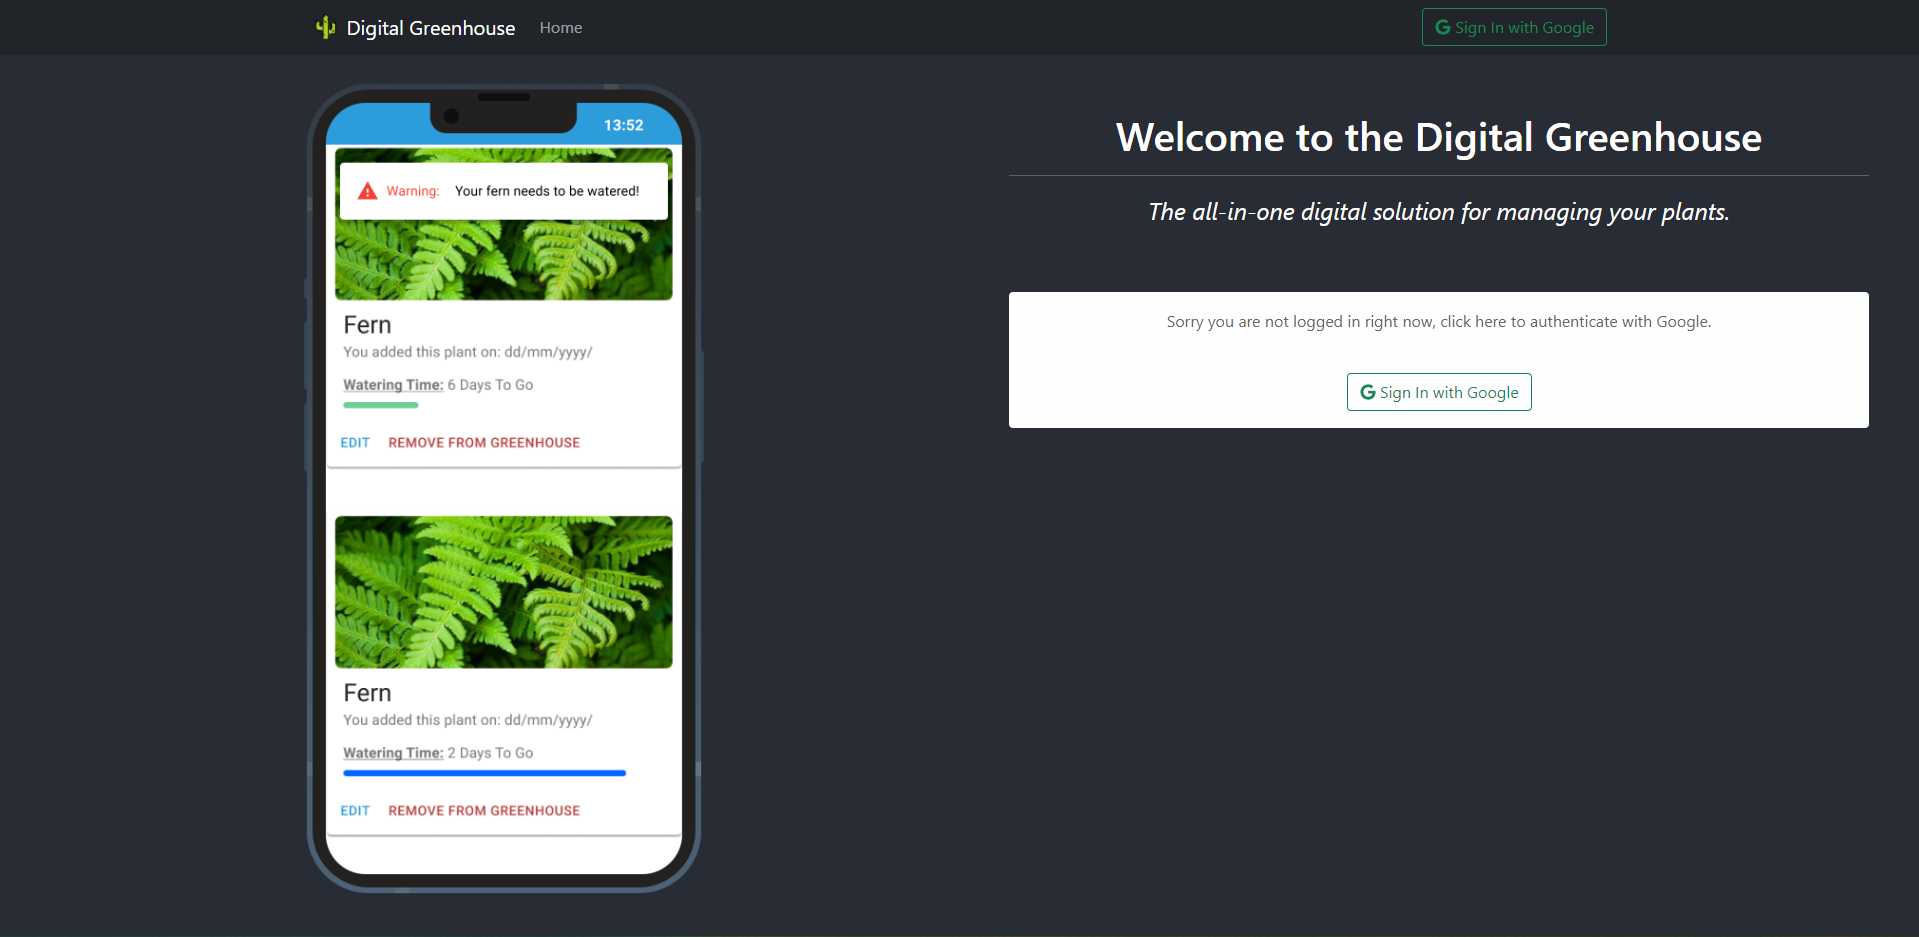 Digital Greenhouse Home
Sign In with Google
13:52
Warning: Your fern needs to be watered!
Fern
You added this plant on: dd/mm/yyyy/
Watering Time: 6 Days To Go
EDIT REMOVE FROM GREENHOUSE
Fern
You added this plant on: dd/mm/yyyy/
Watering Time: 2 Days To Go
EDIT REMOVE FROM GREENHOUSE
Welcome to the Digital Greenhouse
The all-in-one digital solution for managing your plants.
Sorry you are not logged in right now, click here to authenticate with Google.
Sign In with Google